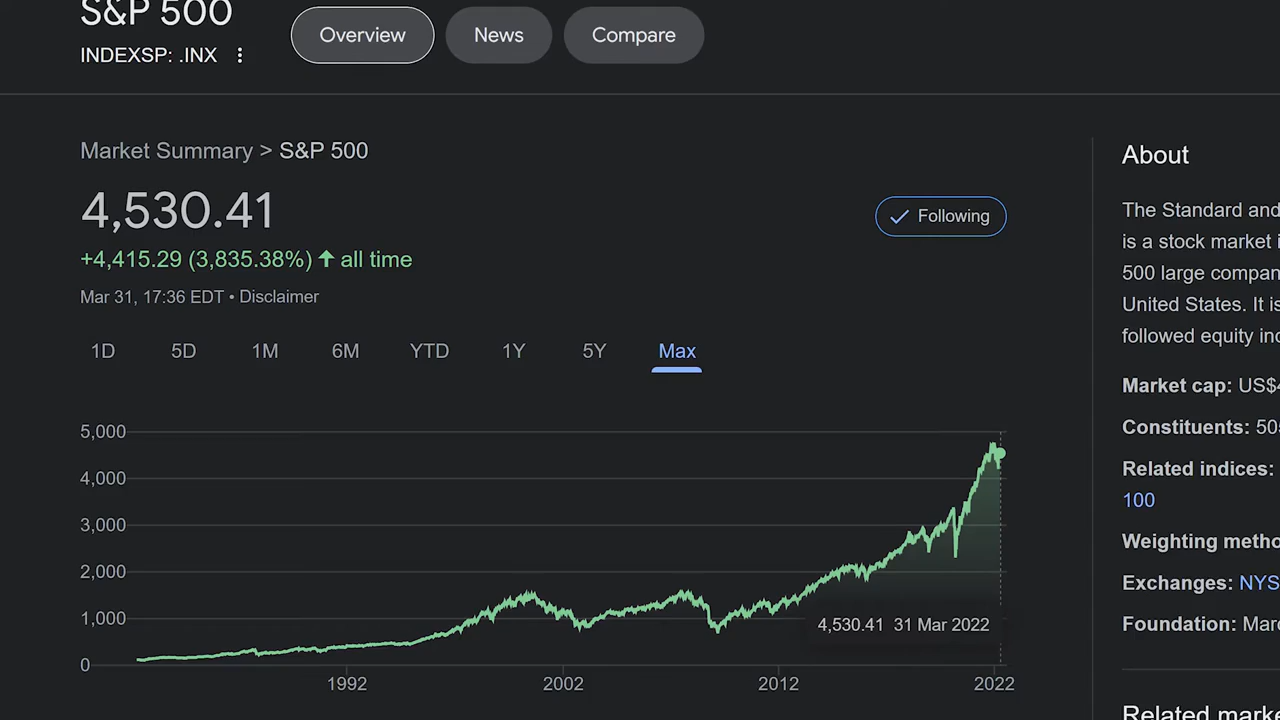 S&P 500
INDEXSP: .INX
Overview
News
Compare
Market Summary > S&P 500
4,530.41
+4,415.29 (3,835.38%) ↑ all time
Mar 31, 17:36 EDT • Disclaimer
✓ Following
1D 5D 1M 6M YTD 1Y 5Y Max
5,000
4,000
3,000
2,000
1,000
0
4,530.41 31 Mar 2022
1992 2002 2012 2022
About
The Standard and
is a stock market
500 large
United States. It is
followed equity
Market cap:
Constituents:
Related indices:
100
Weighting
Exchanges:
Foundation:
Related